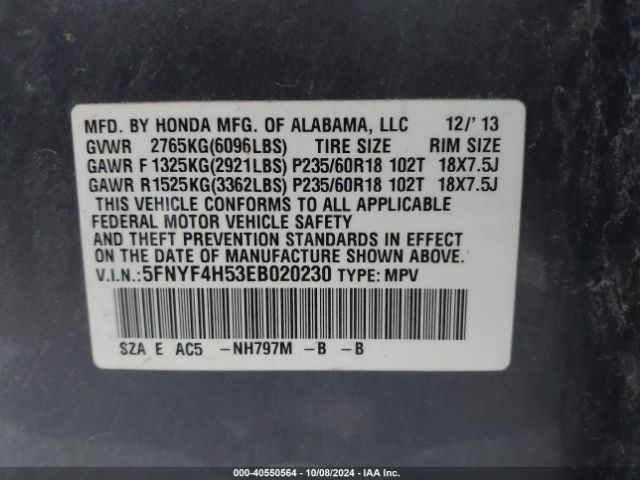 MFD. BY HONDA MFG. OF ALABAMA, LLC 12/'13
GVWR 2765KG(6096LBS) TIRE SIZE RIM SIZE
GAWR F 1325KG(2921LBS) P235/60R18 102T 18X7.5J
GAWR R1525KG(3362LBS) P235/60R18 102T 18X7.5J
THIS VEHICLE CONFORMS TO ALL APPLICABLE
FEDERAL MOTOR VEHICLE SAFETY
AND THEFT PREVENTION STANDARDS IN EFFECT
ON THE DATE OF MANUFACTURE SHOWN ABOVE.
V.I.N.:5FNYF4H53EB020230 TYPE: MPV
SZA E AC5 -NH797M -B -B
000-40550564 - 10/08/2024 - IAAI.COM